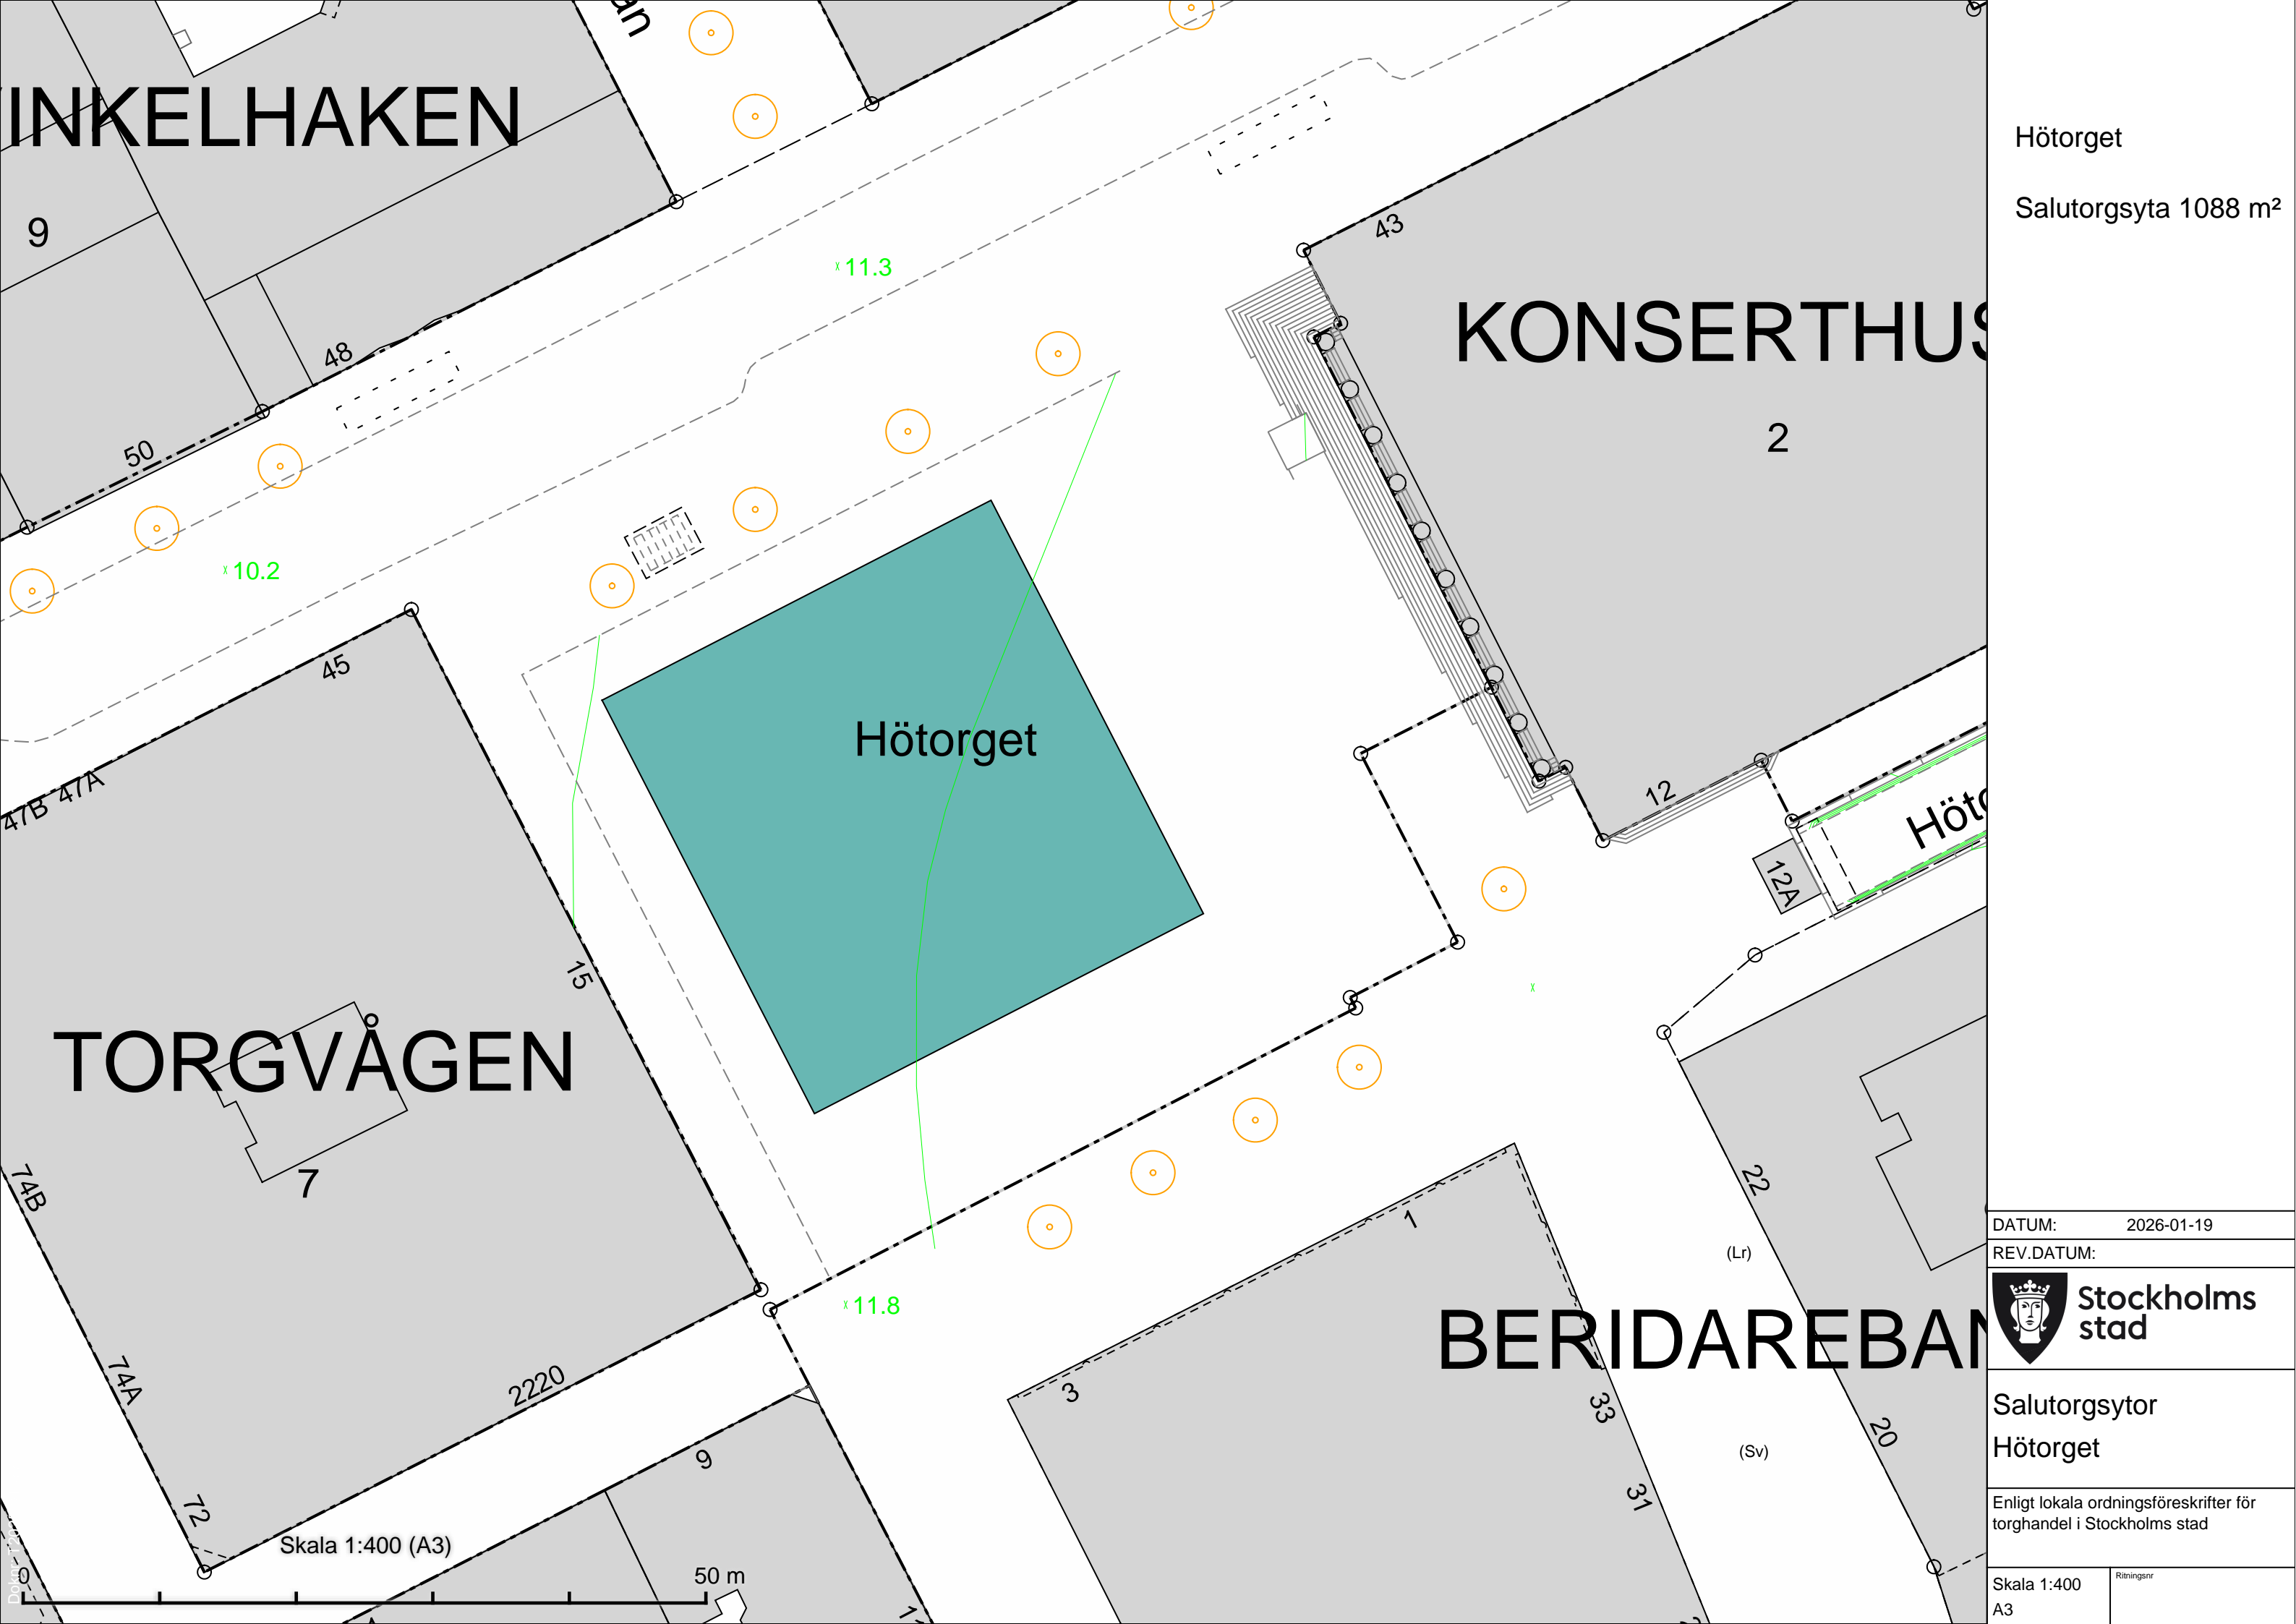 INKELHAKEN
9
43
11.3
KONSERTHUS
48
2
50
10.2
45
Hötorget
47B 47A
12
Höto
12A
15
TORGVÅGEN
7
74B
22
1
(Lr)
11.8
BERIDAREBAN
74A
2220
3
33
20
(Sv)
9
31
72
Skala 1:400 (A3)
0
50 m
Hötorget
Salutorgsyta 1088 m²
DATUM: 2026-01-19
REV.DATUM:
Stockholms
stad
Salutorgsytor
Hötorget
Enligt lokala ordningsföreskrifter för
torghandel i Stockholms stad
Skala 1:400
A3
Ritningsnr